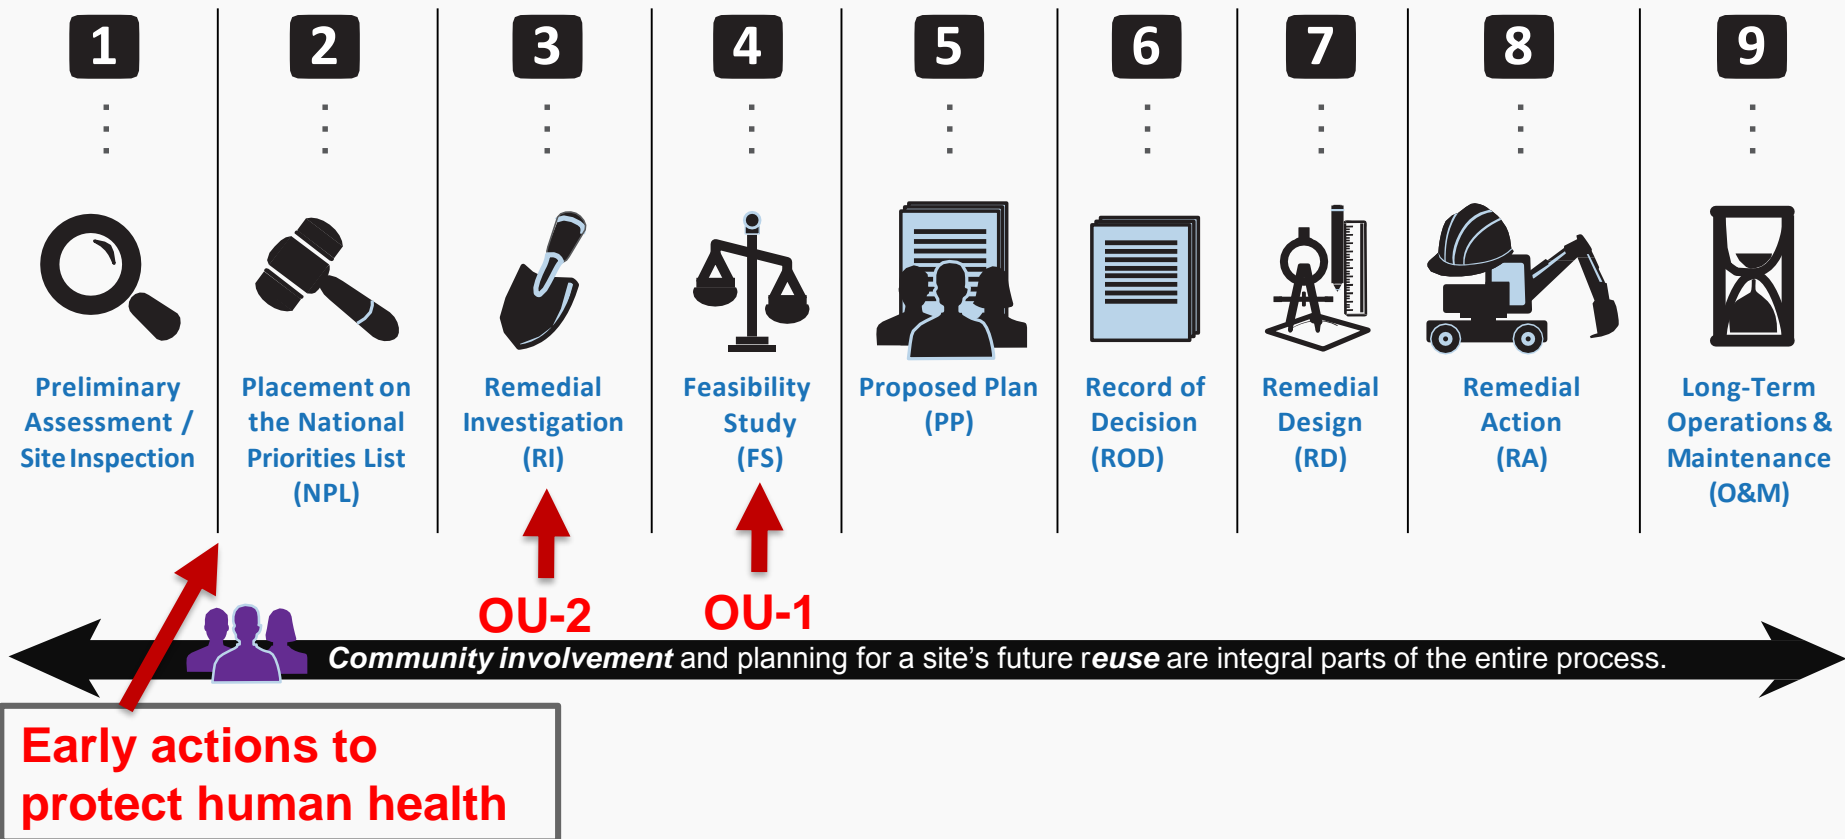 1
2
3
4
5
6
7
8
9
Preliminary
Assessment /
Site Inspection
Placement on
the National
Priorities List
(NPL)
Remedial
Investigation
(RI)
Feasibility
Study
(FS)
Proposed Plan
(PP)
Record of
Decision
(ROD)
Remedial
Design
(RD)
Remedial
Action
(RA)
Long-Term
Operations &
Maintenance
(O&M)
OU-2
OU-1
Community involvement and planning for a site's future reuse are integral parts of the entire process.
Early actions to
protect human health